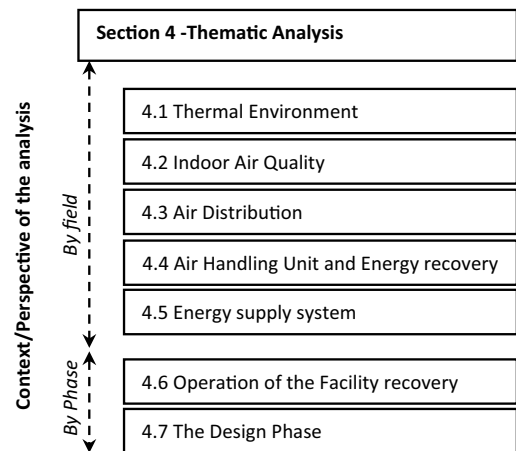 Section 4 -Thematic Analysis
Context/Perspective of the analysis
By field
4.1 Thermal Environment
4.2 Indoor Air Quality
4.3 Air Distribution
4.4 Air Handling Unit and Energy recovery
4.5 Energy supply system
By Phase
4.6 Operation of the Facility recovery
4.7 The Design Phase